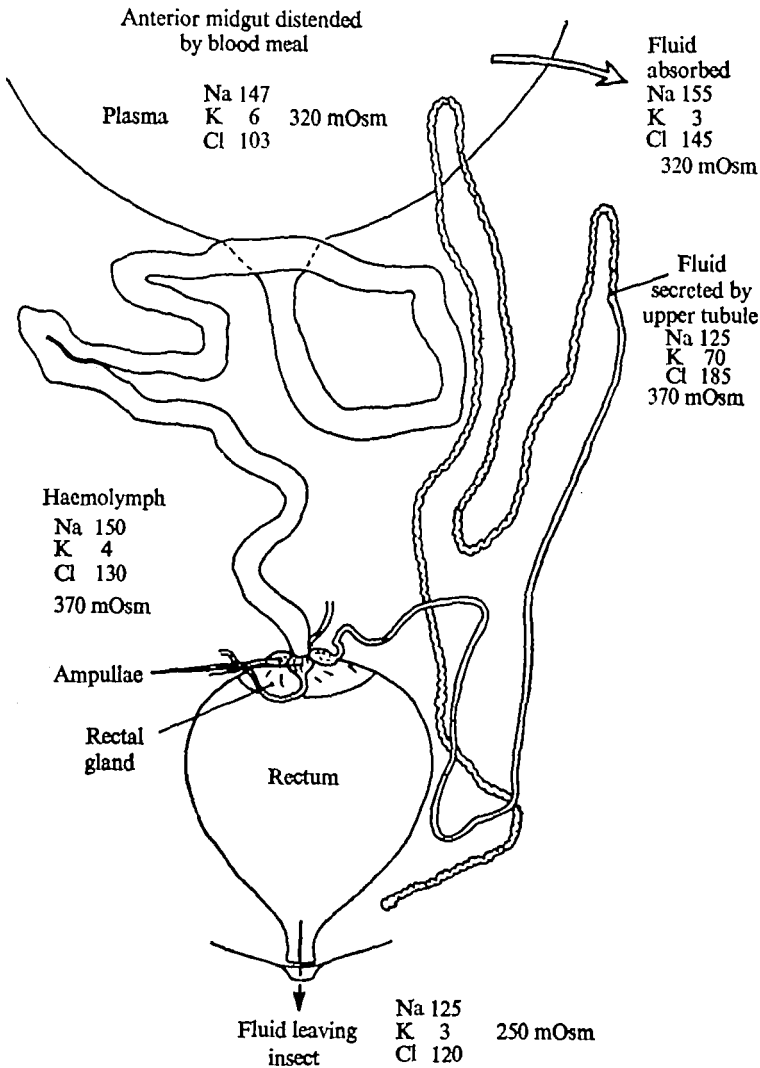 Anterior midgut distended
by blood meal
Plasma
Na 147
K 6 320 mOsm
Cl 103
Fluid
absorbed
Na 155
K 3
Cl 145
320 mOsm
Fluid
secreted by
upper tubule
Na 125
K 70
Cl 185
370 mOsm
Haemolymph
Na 150
K 4
Cl 130
370 mOsm
Ampullae
Rectal
gland
Rectum
Fluid leaving
insect
Na 125
K 3 250 mOsm
Cl 120